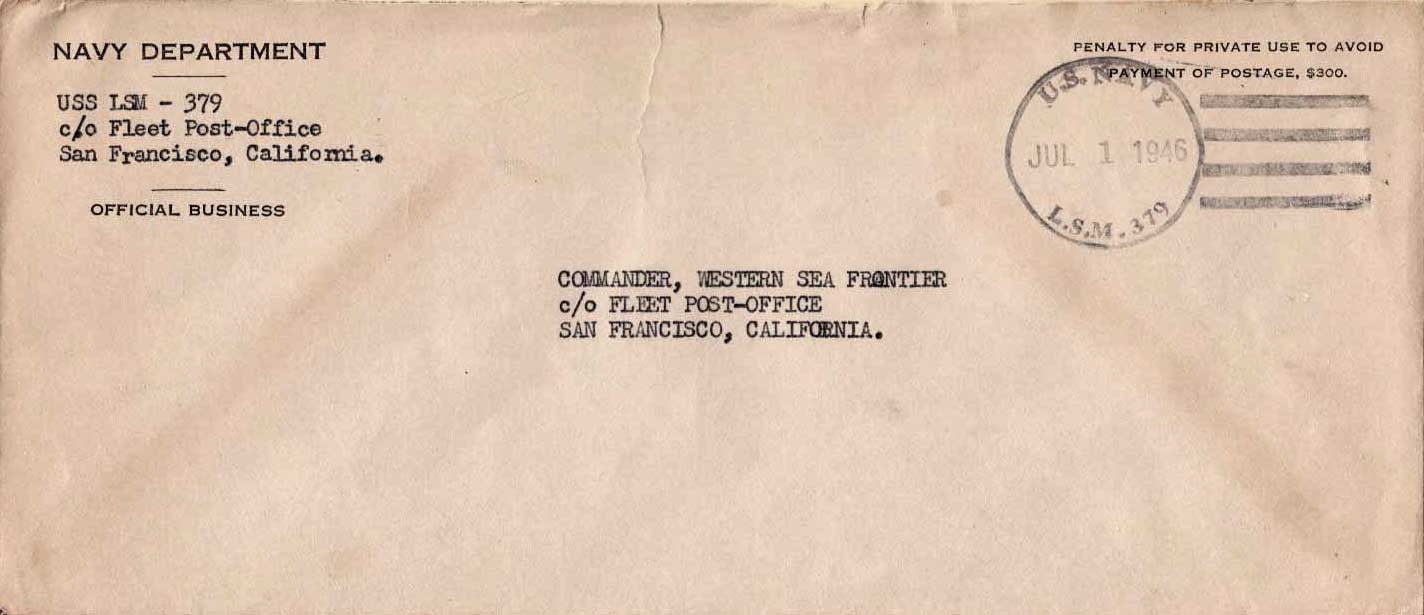 NAVY DEPARTMENT
USS LSM - 379
c/o Fleet Post-Office
San Francisco, California.
OFFICIAL BUSINESS
PENALTY FOR PRIVATE USE TO AVOID
PAYMENT OF POSTAGE, $300.
U.S. NAVY
JUL 1 1946
L.S.M. 379
COMMANDER, WESTERN SEA FRONTIER
c/o FLEET POST-OFFICE
SAN FRANCISCO, CALIFORNIA.